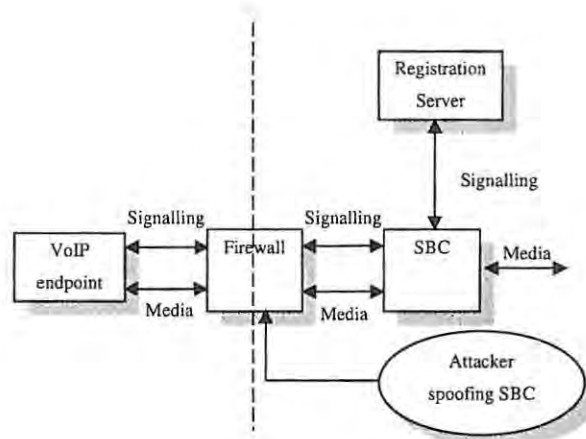 Registration
Server
Signalling
Signalling
Signalling
VoIP
endpoint
Firewall
SBC
Media
Media
Media
Attacker
spoofing SBC